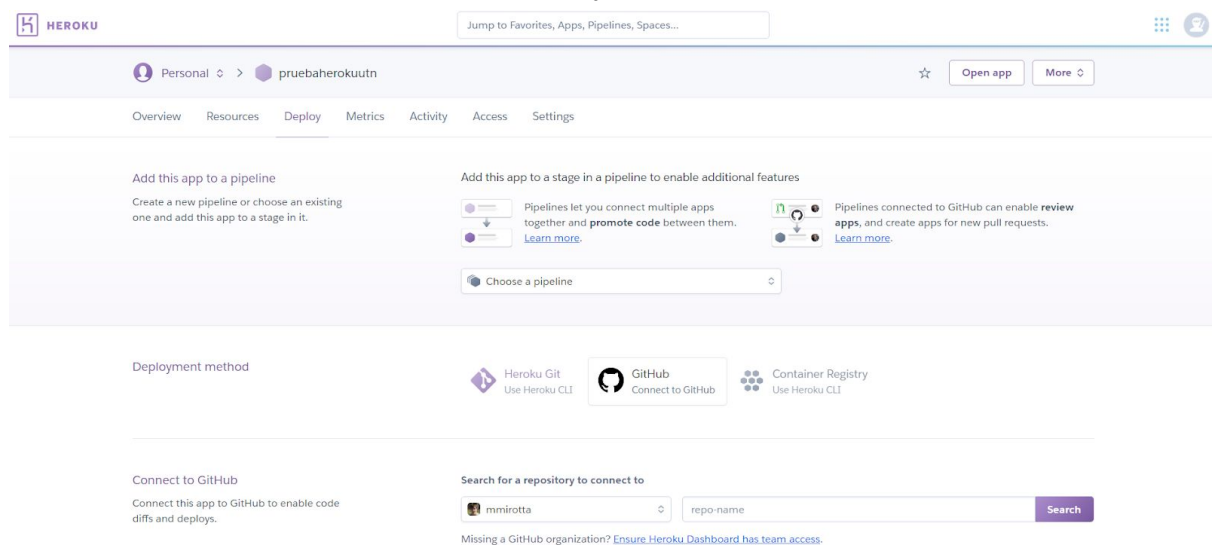 HEROKU
Jump to Favorites, Apps, Pipelines, Spaces...
Personal > pruebaherokuutn
Open app
More
Overview Resources Deploy Metrics Activity Access Settings
Add this app to a pipeline
Create a new pipeline or choose an existing
one and add this app to a stage in it.
Add this app to a stage in a pipeline to enable additional features
Pipelines let you connect multiple apps
together and promote code between them.
Learn more.
Pipelines connected to GitHub can enable review
apps, and create apps for new pull requests.
Learn more.
Choose a pipeline
Deployment method
Heroku Git
Use Heroku CLI
GitHub
Connect to GitHub
Container Registry
Use Heroku CLI
Connect to GitHub
Connect this app to GitHub to enable code
diffs and deploys.
Search for a repository to connect to
mmirotta
repo-name
Search
Missing a GitHub organization? Ensure Heroku Dashboard has team access.